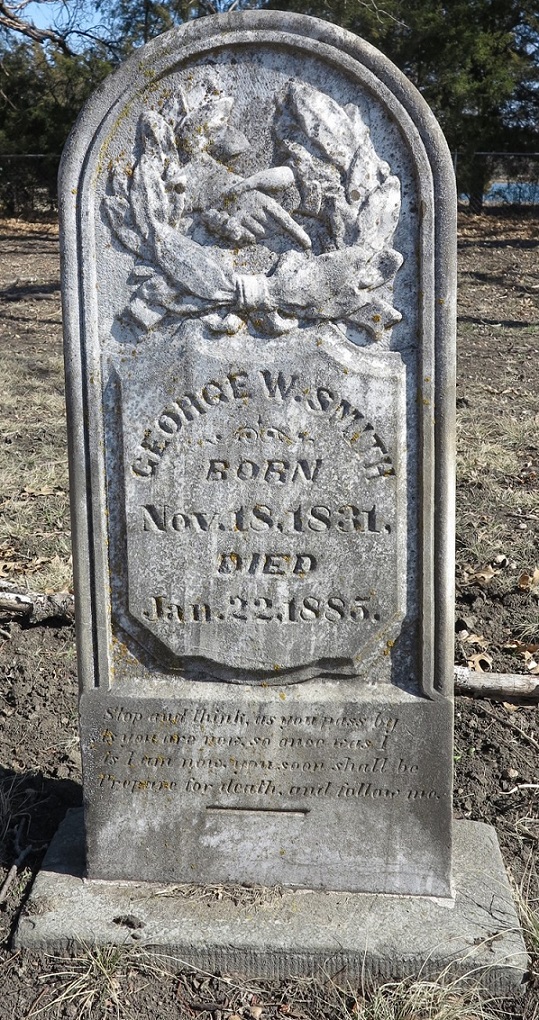 GEORGE W. SMITH
BORN
Nov. 18, 1831.
DIED
Jan. 22, 1885.
Stop and think, as you pass by
As you are now, so once was I
As I am now, you soon shall be
Prepare for death, and follow me.